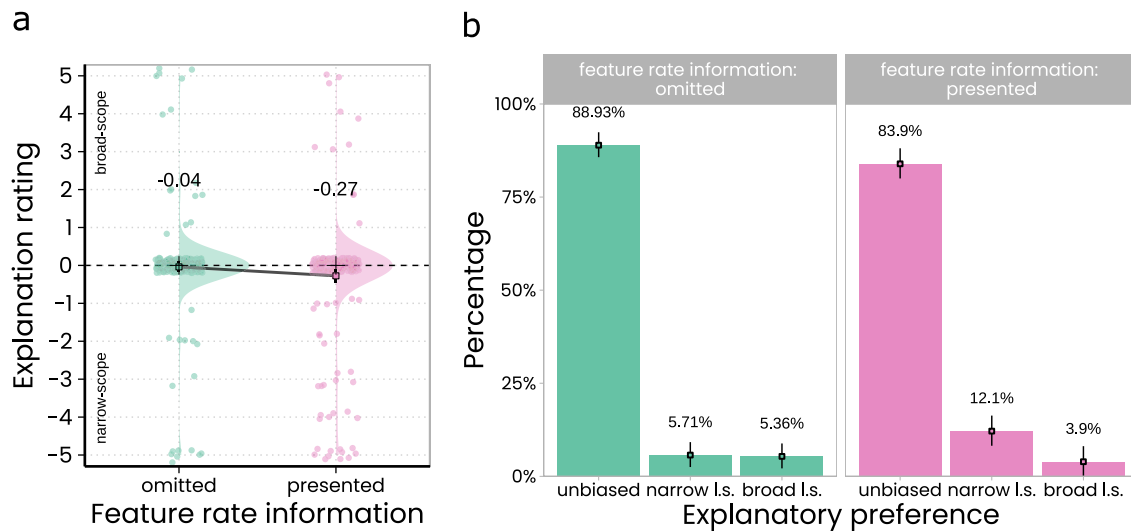 a
Explanation rating
broad-scope
narrow-scope
5
4
3
2
1
0
−1
−2
−3
−4
−5
-0.04
-0.27
omitted
presented
Feature rate information
b
feature rate information:
omitted
feature rate information:
presented
Percentage
100%
75%
50%
25%
0%
88.93%
5.71%
5.36%
83.9%
12.1%
3.9%
unbiased narrow l.s. broad l.s.
unbiased narrow l.s. broad l.s.
Explanatory preference